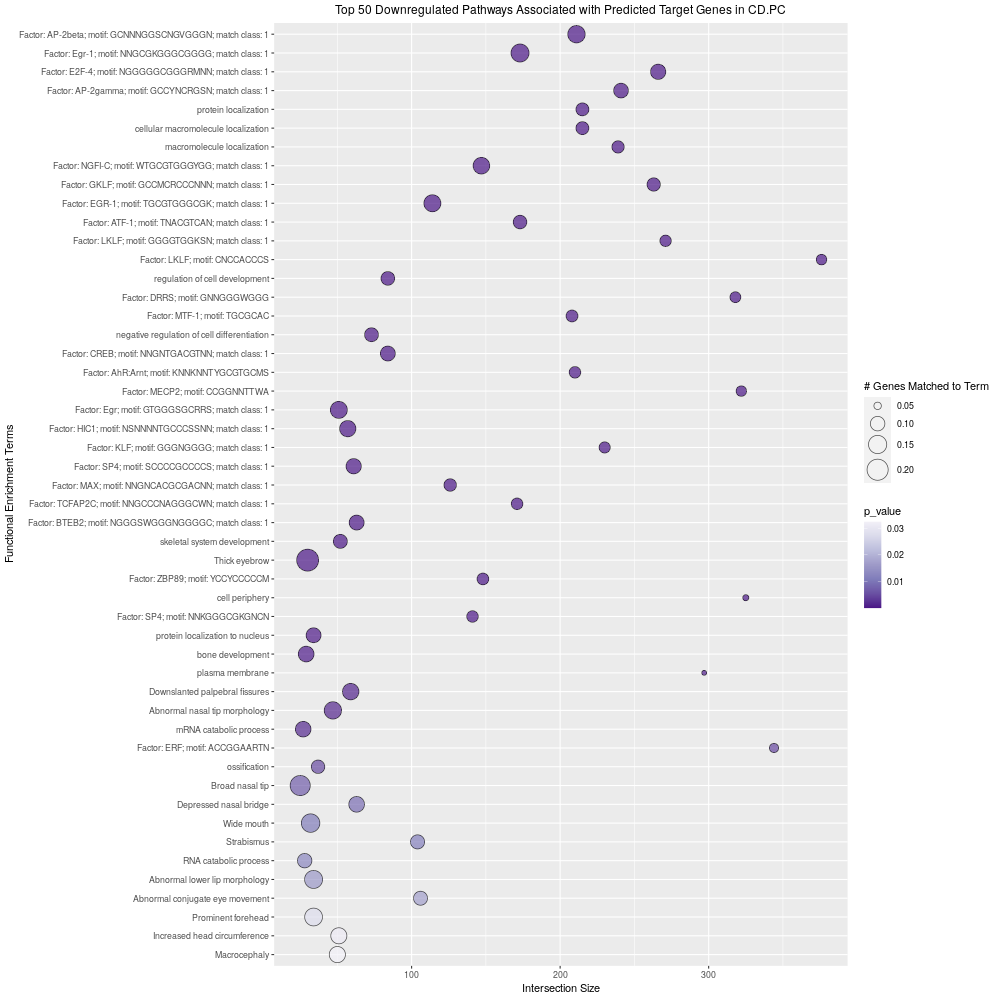 Top 50 Downregulated Pathways Associated with Predicted Target Genes in CD.PC
Factor: AP-2beta; motif: GCNNNGGSCNGVGGGN; match class: 1
Factor: Egr-1; motif: NNGCGKGGGCGGGG; match class: 1
Factor: E2F-4; motif: NGGGGGCGGGRMNN; match class: 1
Factor: AP-2gamma; motif: GCCYNCRGSN; match class: 1
protein localization
cellular macromolecule localization
macromolecule localization
Factor: NGFI-C; motif: WTGCGTGGGYGG; match class: 1
Factor: GKLF; motif: GCCMCRCCCNNN; match class: 1
Factor: EGR-1; motif: TGCGTGGGCGK; match class: 1
Factor: ATF-1; motif: TNACGTCAN; match class: 1
Factor: LKLF; motif: GGGGTGGKSN; match class: 1
Factor: LKLF; motif: CNCCACCCS
regulation of cell development
Factor: DRRS; motif: GNNGGGWGGG
Factor: MTF-1; motif: TGCGCAC
negative regulation of cell differentiation
Factor: CREB; motif: NNGNTGACGTNN; match class: 1
Factor: AhR:Arnt; motif: KNNKNNTYGCGTGCMS
Factor: MECP2; motif: CCGGNNTTWA
Factor: Egr; motif: GTGGGSGCRRS; match class: 1
Factor: HIC1; motif: NSNNNNTGCCCSSNN; match class: 1
Factor: KLF; motif: GGGNGGGG; match class: 1
Factor: SP4; motif: SCCCCGCCCCS; match class: 1
Factor: MAX; motif: NNGNCACGCGACNN; match class: 1
Factor: TCFAP2C; motif: NNGCCCNAGGGCWN; match class: 1
Factor: BTEB2; motif: NGGGSWGGGNGGGGC; match class: 1
skeletal system development
Thick eyebrow
Factor: ZBP89; motif: YCCYCCCCCM
cell periphery
Factor: SP4; motif: NNKGGGCGKGNCN
protein localization to nucleus
bone development
plasma membrane
Downslanted palpebral fissures
Abnormal nasal tip morphology
mRNA catabolic process
Factor: ERF; motif: ACCGGAARTN
ossification
Broad nasal tip
Depressed nasal bridge
Wide mouth
Strabismus
RNA catabolic process
Abnormal lower lip morphology
Abnormal conjugate eye movement
Prominent forehead
Increased head circumference
Macrocephaly
Functional Enrichment Terms
100 200 300
Intersection Size
# Genes Matched to Term
0.05
0.10
0.15
0.20
p_value
0.03
0.02
0.01